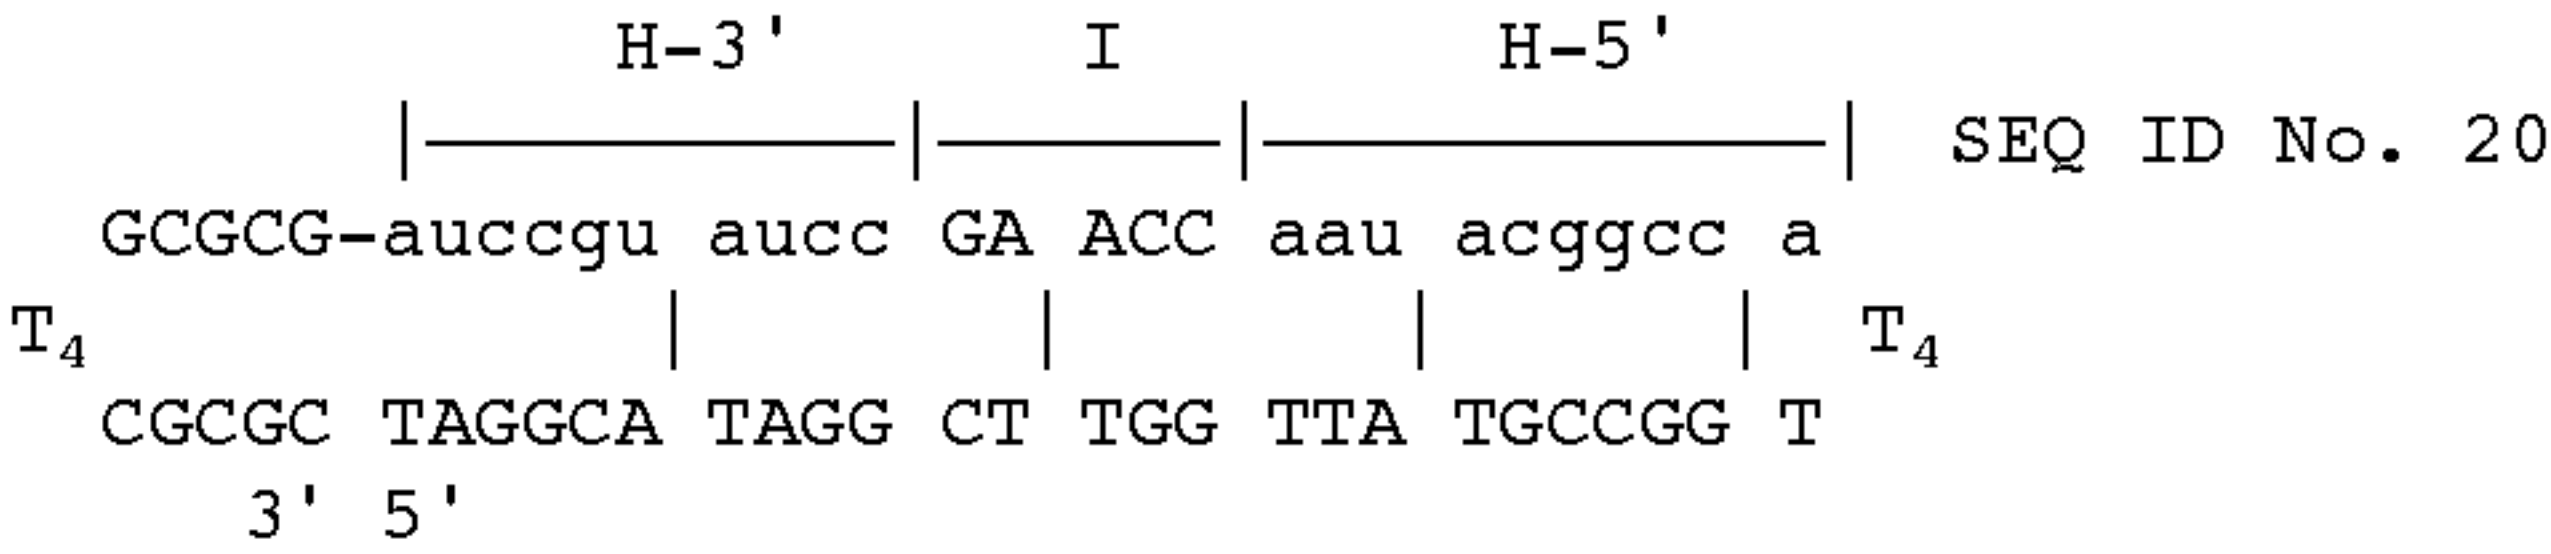 H-3' I H-5'
|——————|————|———————| SEQ ID No. 20
GCGCG-auccgu aucc GA ACC aau acggcc a
T₄ | | | | T₄
CGCGC TAGGCA TAGG CT TGG TTA TGCCGG T
3' 5'